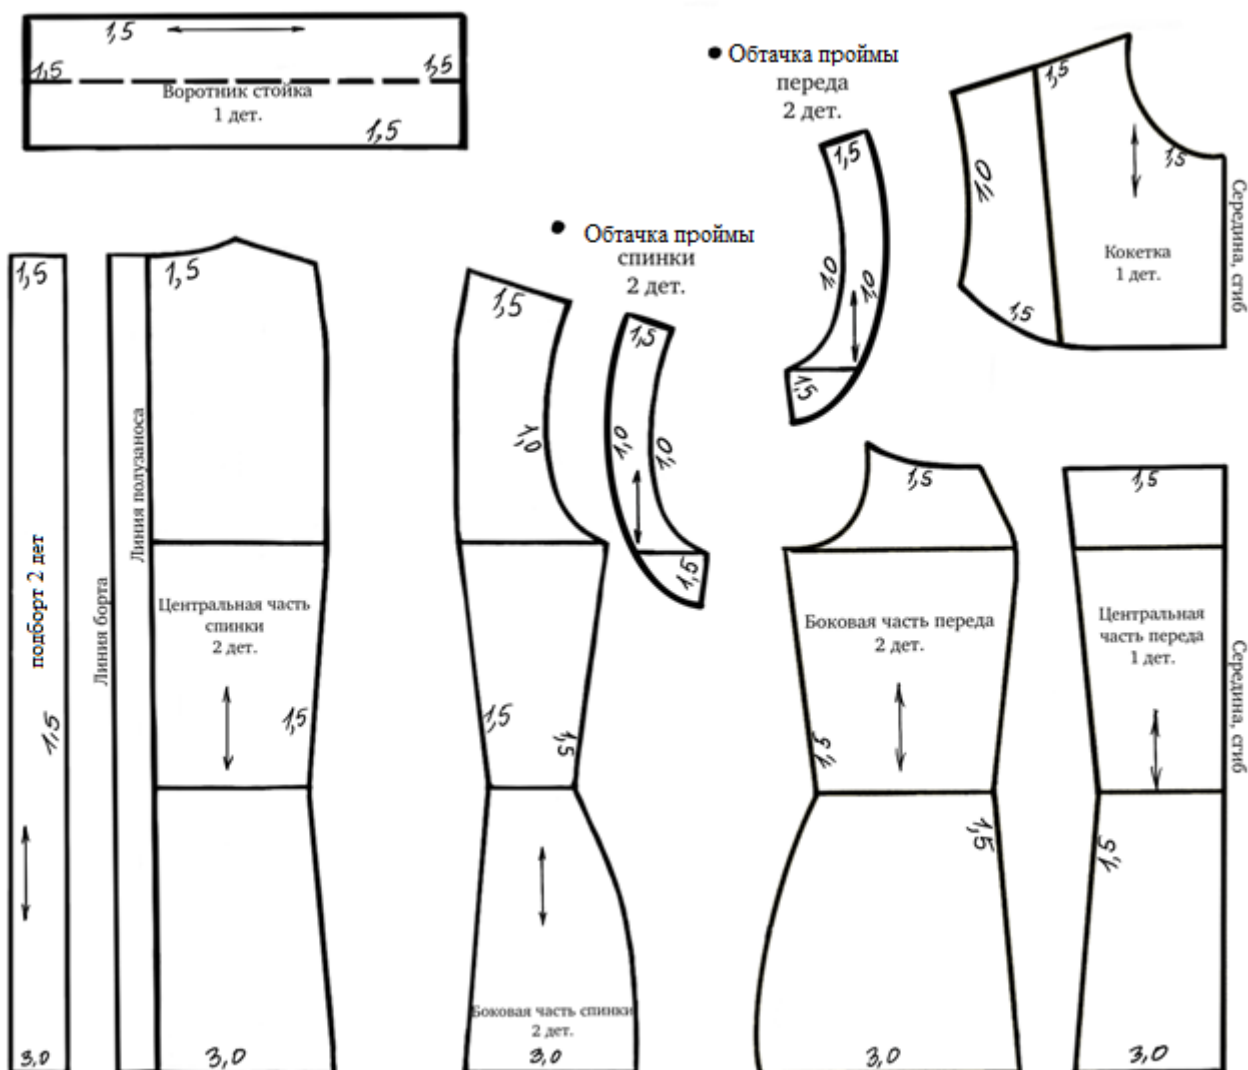 1,5
1,5
1,5
Воротник стойка
1 дет.
1,5
• Обтачка проймы
переда
2 дет.
1,5
1,0
1,0
1,5
1,5
1,0
1,5
1,5
Кокетка
1 дет.
Середина, сгиб
• Обтачка проймы
спинки
2 дет.
1,5
1,0
1,0
1,5
1,5
подборт 2 дет
1,5
3,0
Линия борта
Линия полузаноса
1,5
Центральная часть
спинки
2 дет.
1,5
3,0
1,5
1,0
1,5
1,5
Боковая часть спинки
2 дет.
3,0
1,5
Боковая часть переда
2 дет.
1,5
1,5
3,0
1,5
Центральная
часть переда
1 дет.
Середина, сгиб
1,5
3,0